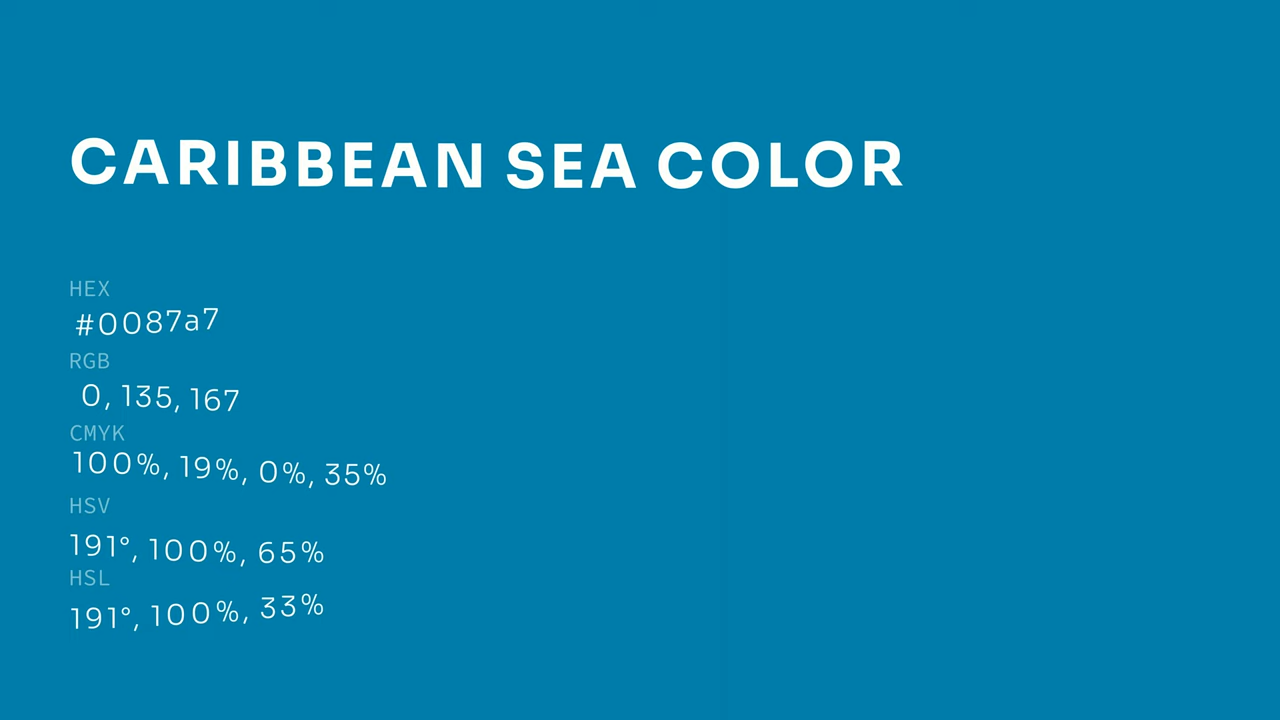 CARIBBEAN SEA COLOR
HEX
#0087a7
RGB
0, 135, 167
CMYK
100%, 19%, 0%, 35%
HSV
191°, 100%, 65%
HSL
191°, 100%, 33%